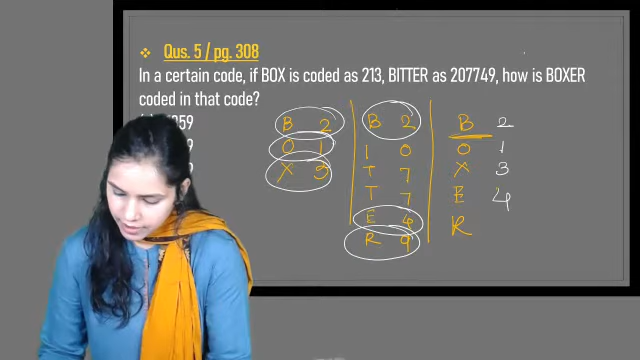 ❖ Qus. 5 / pg. 308
In a certain code, if BOX is coded as 213, BITTER as 207749, how is BOXER
coded in that code?
059
B 2
O 1
X 3
B 2
I 0
T 7
T 7
E 4
R 9
B 2
O 1
X 3
E 4
R